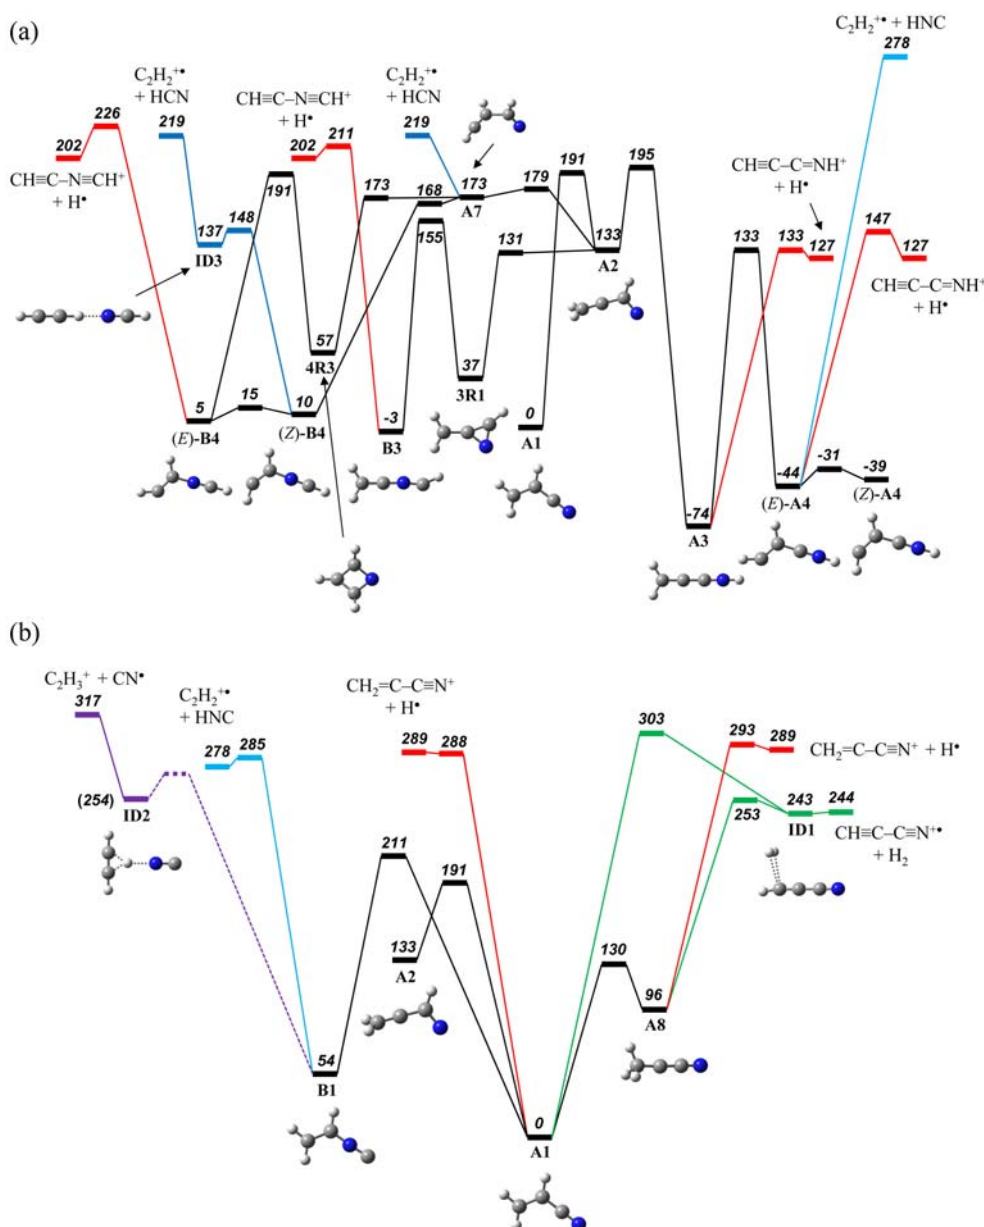 (a)
C₂H₂⁺• + HNC
278
C₂H₂⁺•
+ HCN
219
202
226
CH≡C–N≡CH⁺
+ H•
137
148
ID3
191
CH≡C–N≡CH⁺
+ H•
202
211
C₂H₂⁺•
+ HCN
219
173
168
173
A7
179
191
195
155
131
133
A2
CH≡C–C=NH⁺
+ H•
133
133
127
147
127
CH≡C–C=NH⁺
+ H•
57
4R3
37
3R1
5
(E)-B4
15
10
(Z)-B4
-3
B3
0
A1
-74
A3
-44
(E)-A4
-31
-39
(Z)-A4
(b)
C₂H₃⁺ + CN•
317
(254)
ID2
C₂H₂⁺•
+ HNC
278
285
CH₂=C–C≡N⁺
+ H•
289
288
303
293
289
CH₂=C–C≡N⁺ + H•
253
243
ID1
244
CH≡C–C≡N⁺•
+ H₂
211
191
133
A2
130
96
A8
54
B1
0
A1